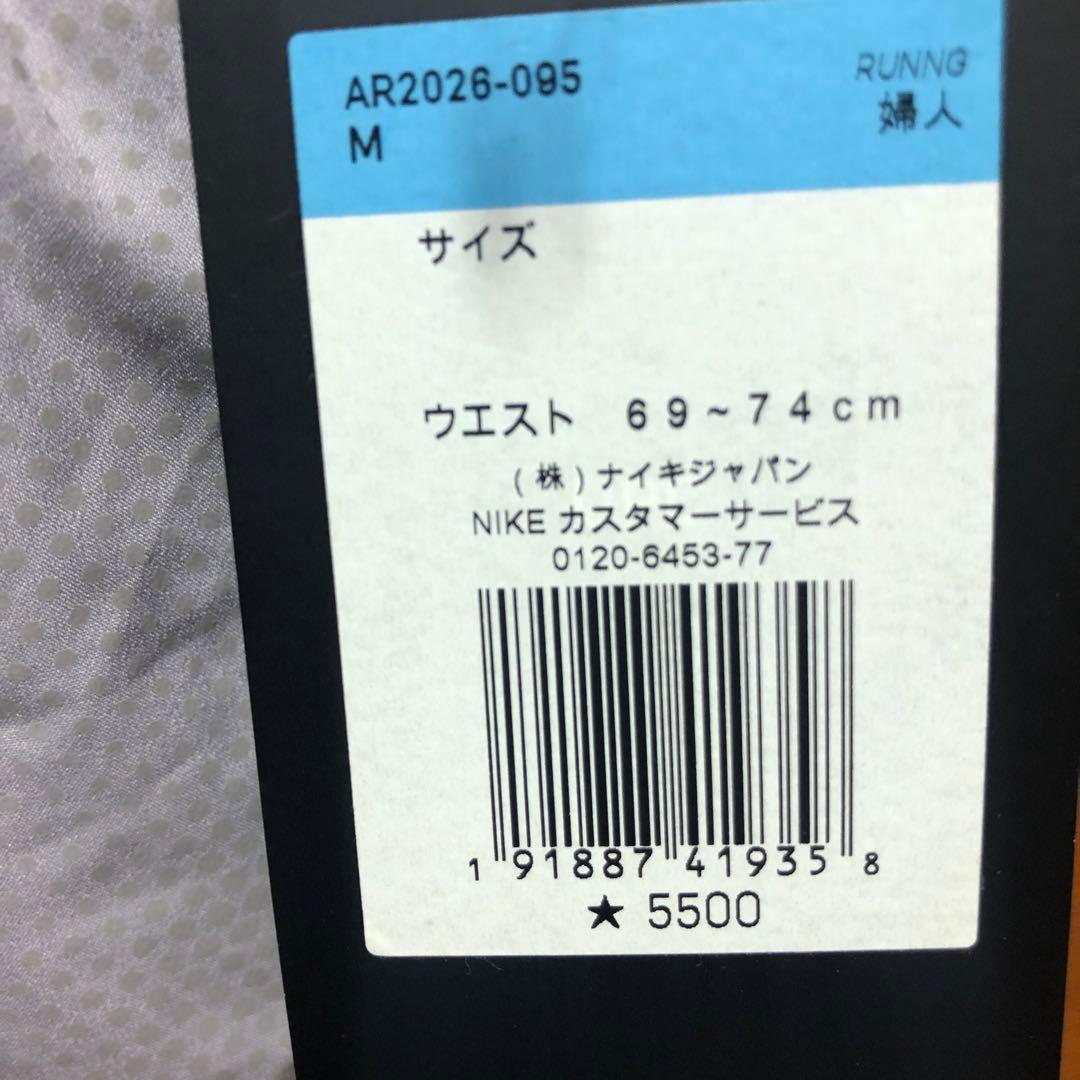 AR2026-095
RUNNG
M
婦人
サイズ
ウエスト 69~74cm
(株)ナイキジャパン
NIKE カスタマーサービス
0120-6453-77
1 91887 41935 8
★ 5500